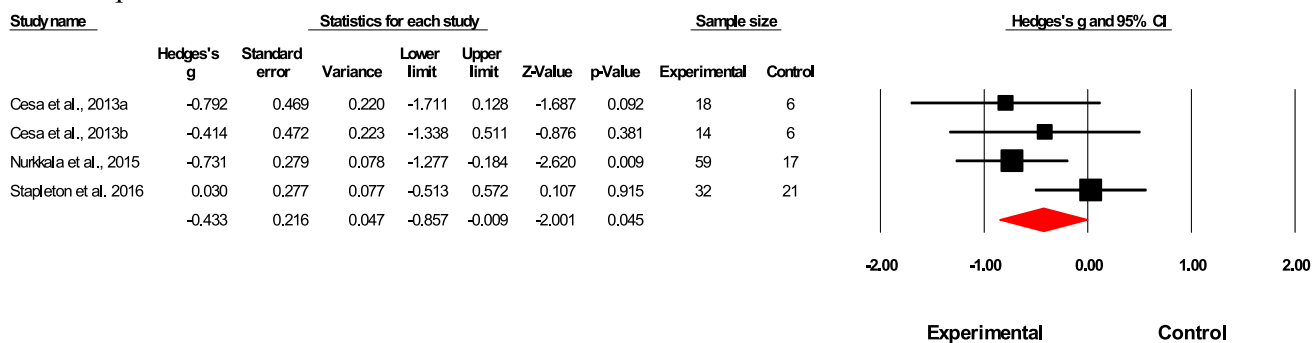 Study name Statistics for each study Sample size Hedges's g and 95% CI
Hedges's g Standard error Variance Lower limit Upper limit Z-Value p-Value Experimental Control
Cesa et al., 2013a -0.792 0.469 0.220 -1.711 0.128 -1.687 0.092 18 6
Cesa et al., 2013b -0.414 0.472 0.223 -1.338 0.511 -0.876 0.381 14 6
Nurkkala et al., 2015 -0.731 0.279 0.078 -1.277 -0.184 -2.620 0.009 59 17
Stapleton et al. 2016 0.030 0.277 0.077 -0.513 0.572 0.107 0.915 32 21
-0.433 0.216 0.047 -0.857 -0.009 -2.001 0.045
-2.00 -1.00 0.00 1.00 2.00
Experimental Control